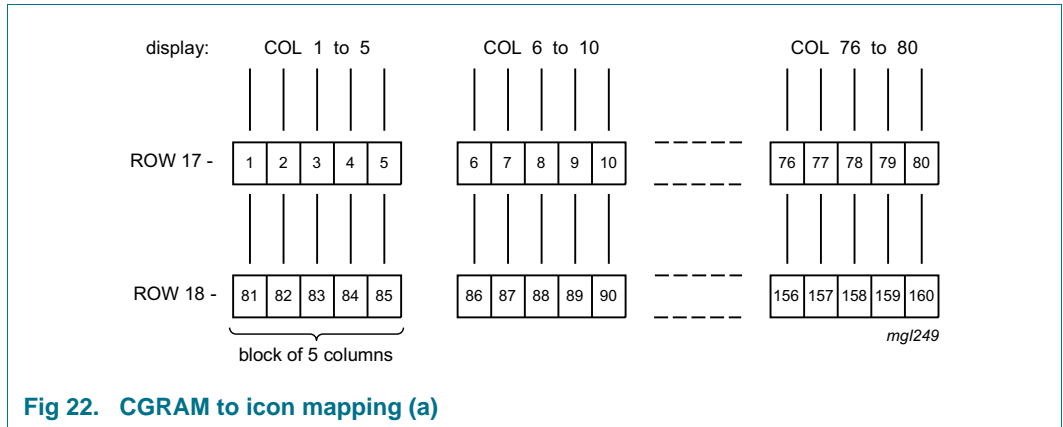 display: COL 1 to 5 COL 6 to 10 COL 76 to 80
ROW 17 - 1 2 3 4 5 6 7 8 9 10 76 77 78 79 80
ROW 18 - 81 82 83 84 85 86 87 88 89 90 156 157 158 159 160
mgl249
block of 5 columns
Fig 22. CGRAM to icon mapping (a)